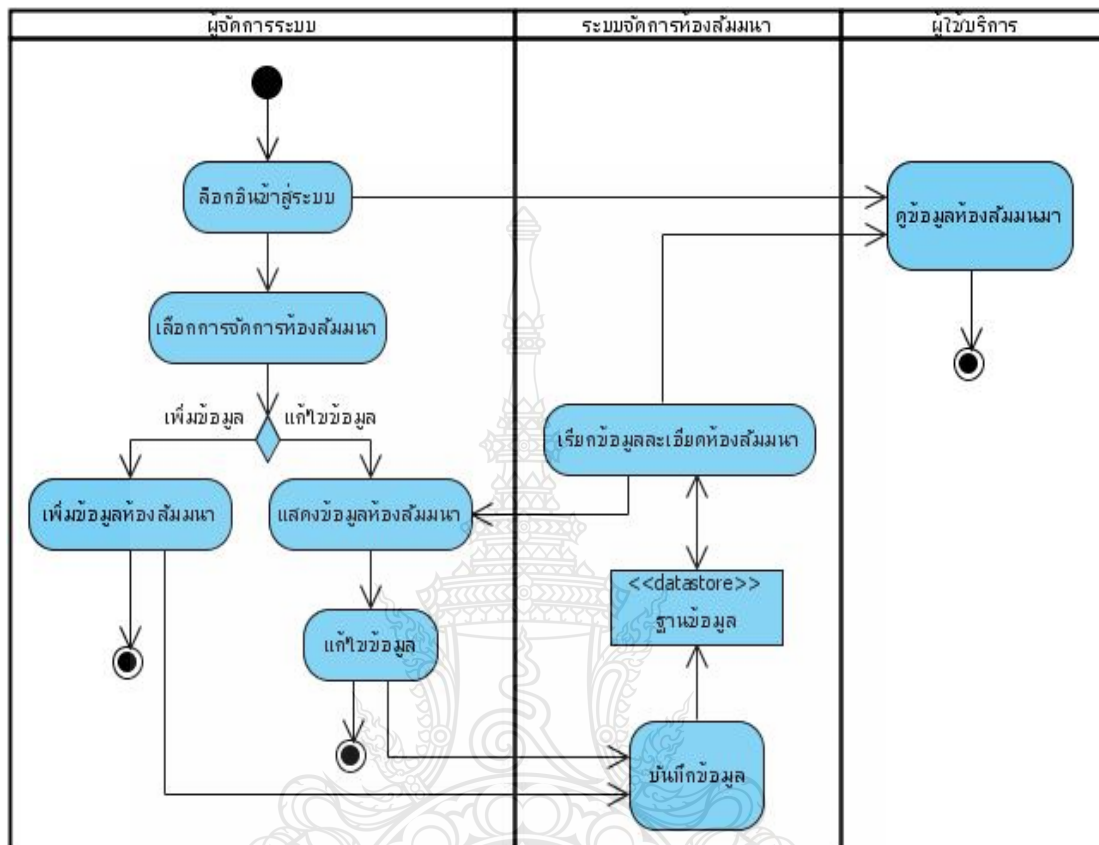 ผู้จัดการระบบ
ระบบจัดการห้องสัมมนา
ผู้ใช้บริการ
ล็อกอินข้าสู่ระบบ
ดูข้อมูลห้องสัมมนมา
เลือกการจัดการห้องสัมมนา
เพิ่มข้อมูล
แก้ไขข้อมูล
เรียกข้อมูลละเอียดห้องสัมมนา
เพิ่มข้อมูลห้องสัมมนา
แสดงข้อมูลห้องสัมมนา
<<datastore>>
ฐานข้อมูล
แก้ไขข้อมูล
บันทึกข้อมูล